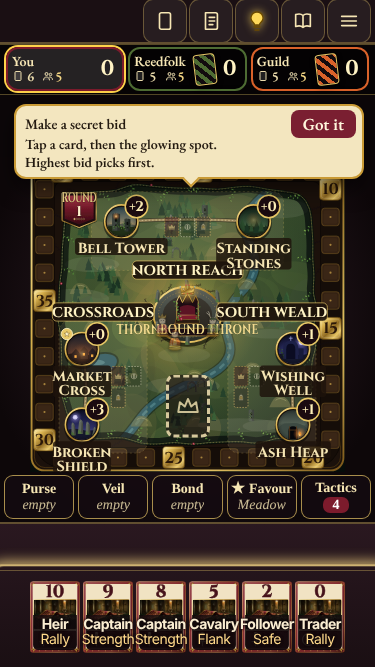 You
6 5
0
Reedfolk
5 5
0
Guild
5 5
0
Make a secret bid
Got it
Tap a card, then the glowing spot.
Highest bid picks first.
10
ROUND
1
+2
+0
BELL TOWER
STANDING
STONES
NORTH REACH
35
CROSSROADS
SOUTH WEALD
THORNBOUND THRONE
15
+0
+1
MARKET
CROSS
WISHING
WELL
+3
+1
30
BROKEN
SHIELD
25
ASH HEAP
Purse
empty
Veil
empty
Bond
empty
★ Favour
Meadow
Tactics
4
10
Heir
Rally
9
Captain
Strength
8
Captain
Strength
5
Cavalry
Flank
2
Follower
Safe
0
Trader
Rally